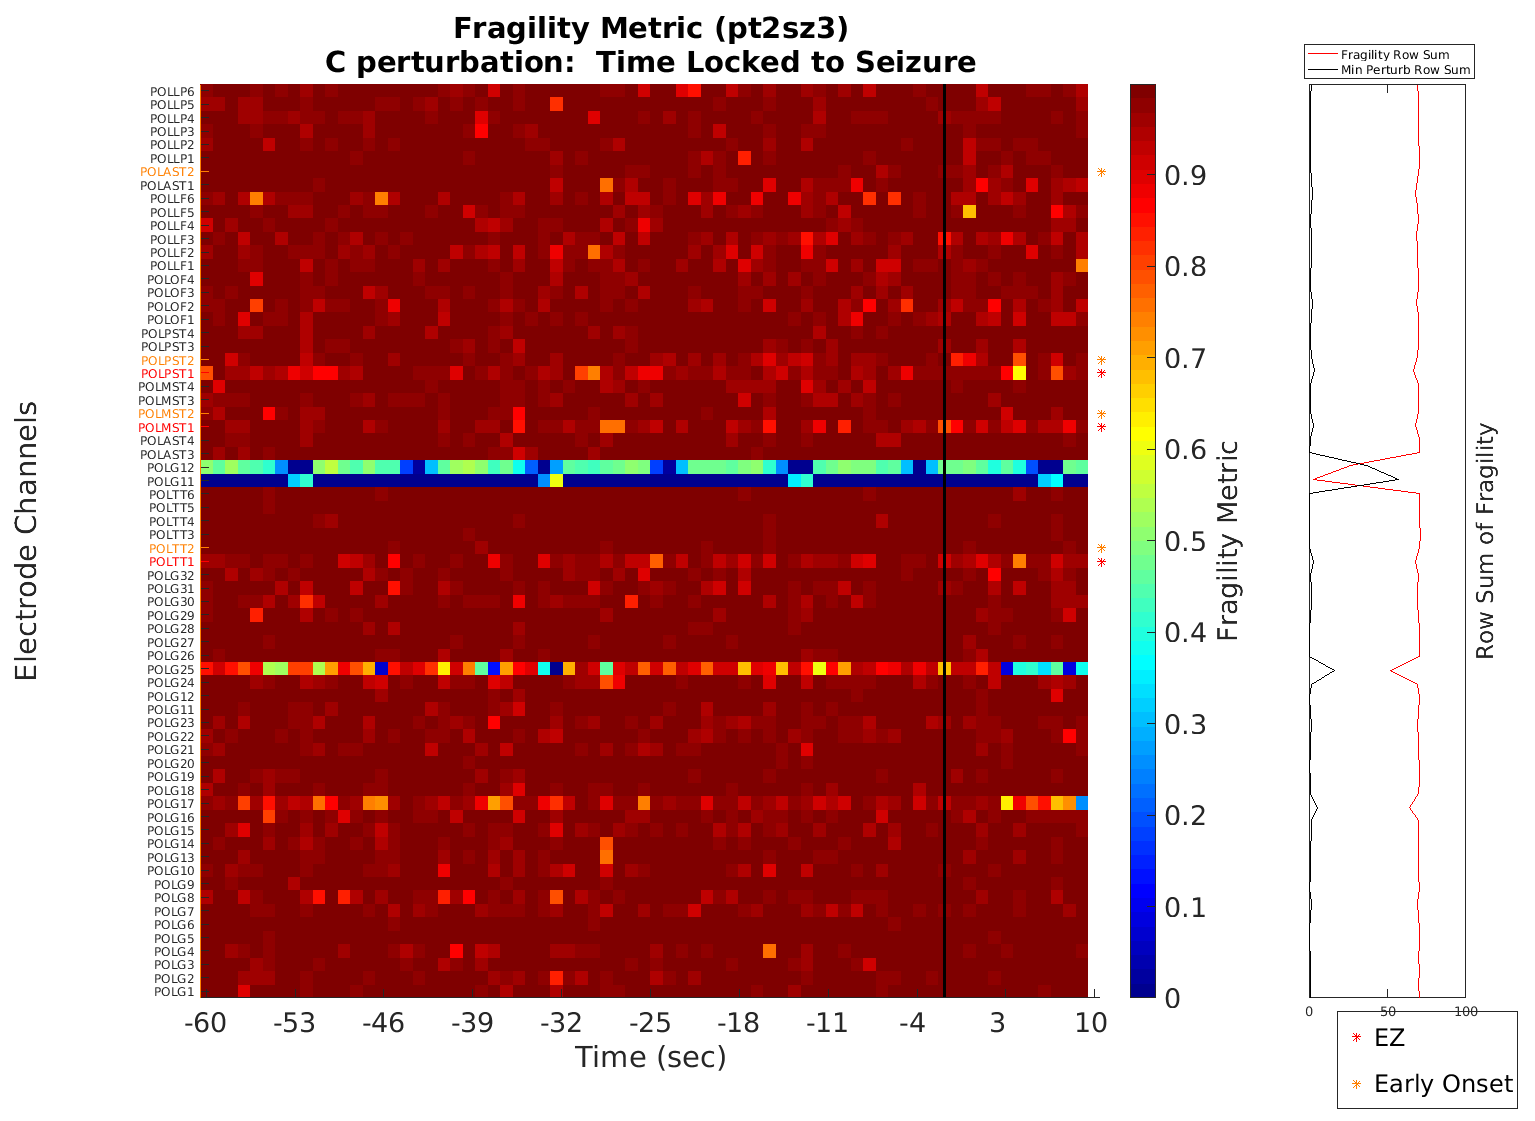 Fragility Metric (pt2sz3)
C perturbation:  Time Locked to Seizure
Fragility Row Sum
Min Perturb Row Sum
Electrode Channels
POLLP6
POLLP5
POLLP4
POLLP3
POLLP2
POLLP1
POLAST2
POLAST1
POLLF6
POLLF5
POLLF4
POLLF3
POLLF2
POLLF1
POLOF4
POLOF3
POLOF2
POLOF1
POLPST4
POLPST3
POLPST2
POLPST1
POLMST4
POLMST3
POLMST2
POLMST1
POLAST4
POLAST3
POLG12
POLG11
POLTT6
POLTT5
POLTT4
POLTT3
POLTT2
POLTT1
POLG32
POLG31
POLG30
POLG29
POLG28
POLG27
POLG26
POLG25
POLG24
POLG12
POLG11
POLG23
POLG22
POLG21
POLG20
POLG19
POLG18
POLG17
POLG16
POLG15
POLG14
POLG13
POLG10
POLG9
POLG8
POLG7
POLG6
POLG5
POLG4
POLG3
POLG2
POLG1
-60 -53 -46 -39 -32 -25 -18 -11 -4 3 10
Time (sec)
0.9
0.8
0.7
0.6
0.5
0.4
0.3
0.2
0.1
0
Fragility Metric
0 50 100
Row Sum of Fragility
EZ
Early Onset